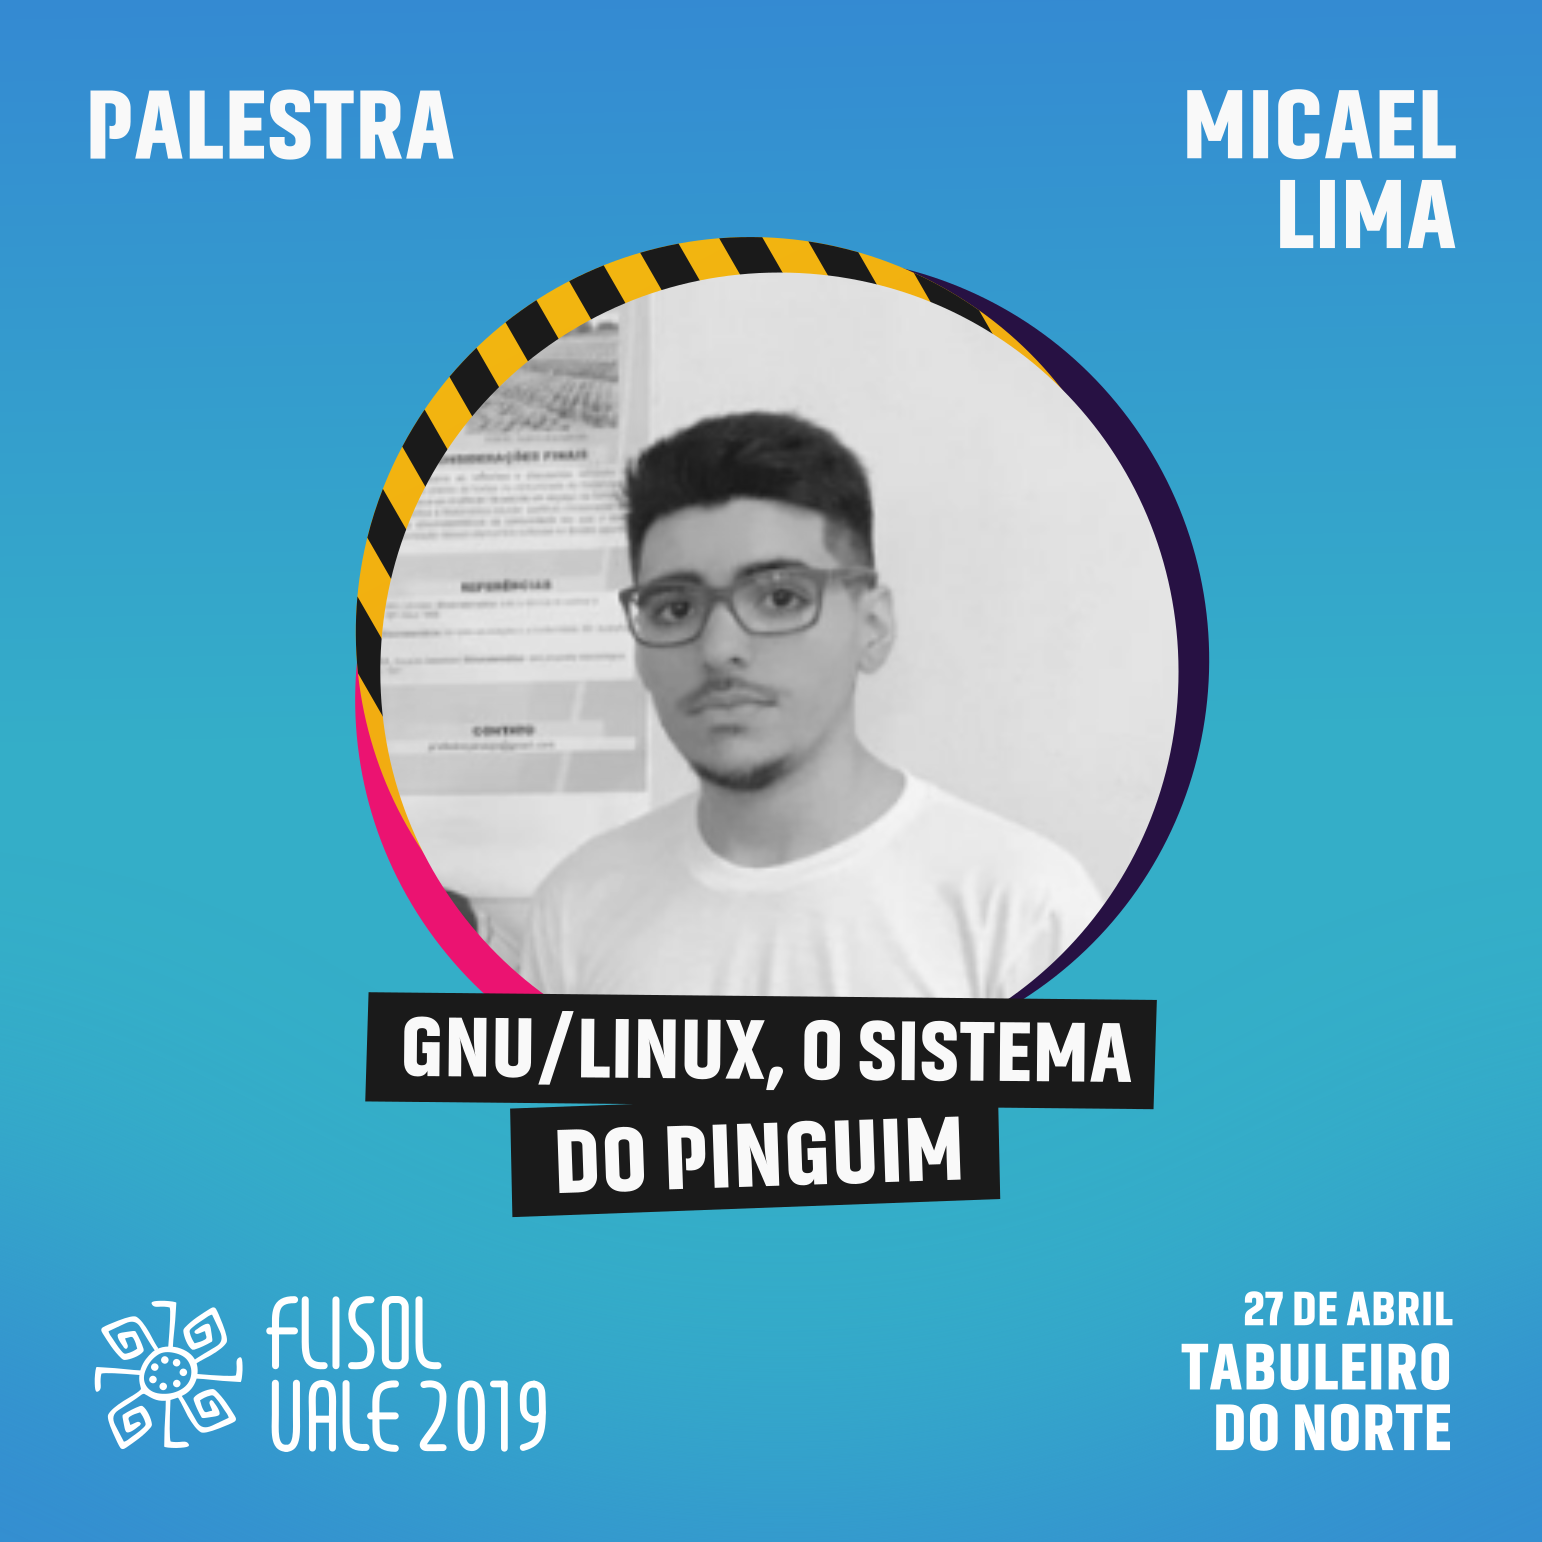 PALESTRA
MICAEL
LIMA
CONSIDERAÇÕES FINAIS
REFERÊNCIAS
CONTATO
GNU/LINUX, O SISTEMA
DO PINGUIM
FLISOL
VALE 2019
27 DE ABRIL
TABULEIRO
DO NORTE